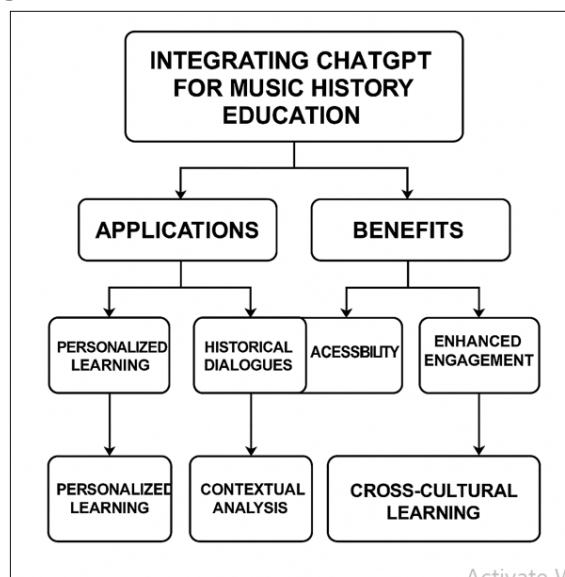 INTEGRATING CHATGPT
FOR MUSIC HISTORY
EDUCATION
APPLICATIONS
BENEFITS
PERSONALIZED
LEARNING
HISTORICAL
DIALOGUES
ACESSBILITY
ENHANCED
ENGAGEMENT
PERSONALIZED
LEARNING
CONTEXTUAL
ANALYSIS
CROSS-CULTURAL
LEARNING
Activate